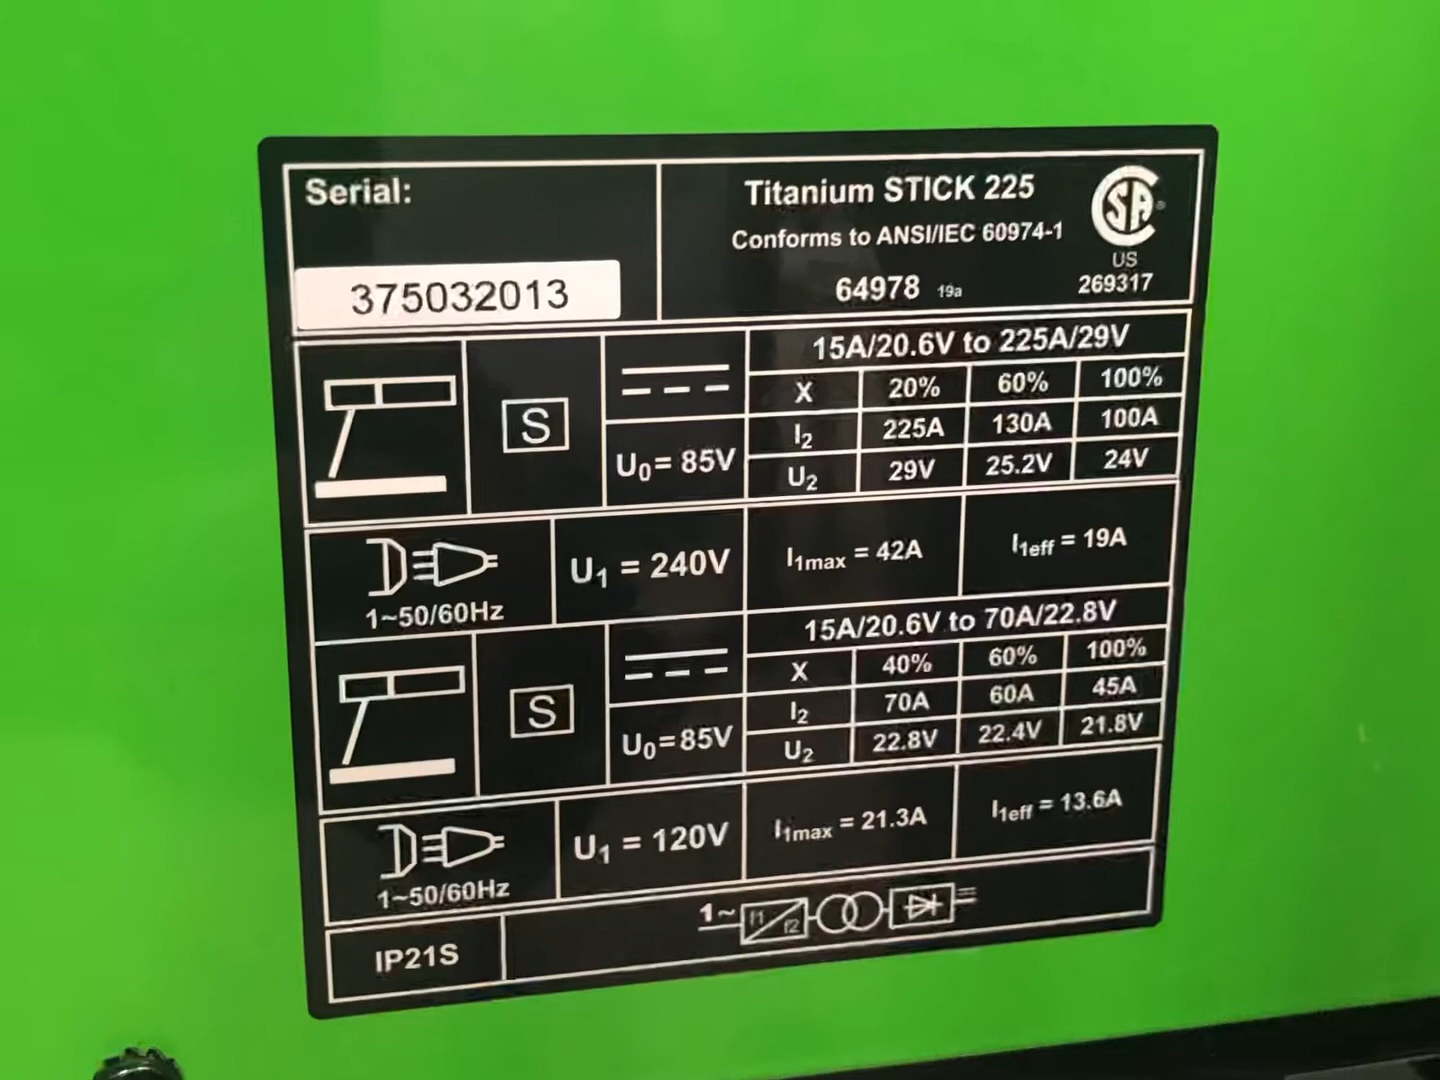 Serial:
375032013
Titanium STICK 225
Conforms to ANSI/IEC 60974-1
64978 19a
CSA®
US
269317
S
U0= 85V
15A/20.6V to 225A/29V
X 20% 60% 100%
I2 225A 130A 100A
U2 29V 25.2V 24V
1~50/60Hz
U1 = 240V
I1max = 42A
I1eff = 19A
S
U0=85V
15A/20.6V to 70A/22.8V
X 40% 60% 100%
I2 70A 60A 45A
U2 22.8V 22.4V 21.8V
1~50/60Hz
U1 = 120V
I1max = 21.3A
I1eff = 13.6A
IP21S
1~ f1 f2